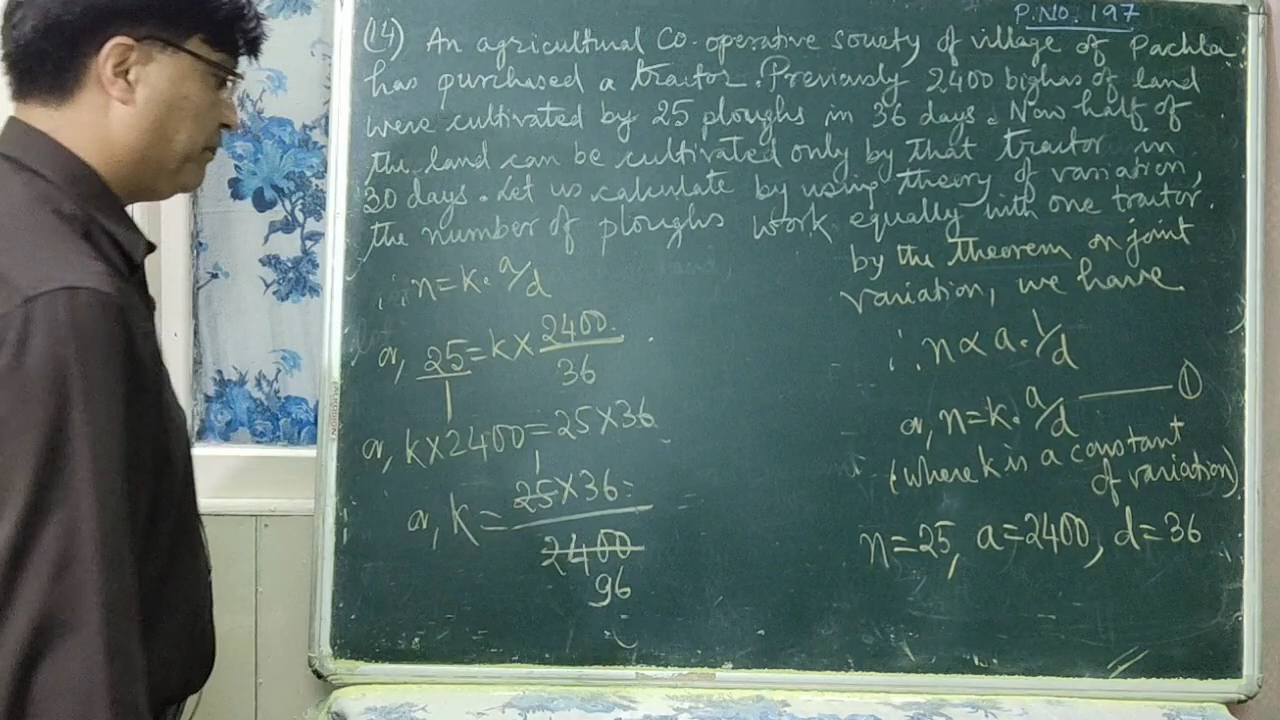 P.NO. 197
(14) An agricultural Co-operative society of village of Pachla
has purchased a tractor. Previously 2400 bighas of land
were cultivated by 25 ploughs in 36 days. Now half of
the land can be cultivated only by that tractor in
30 days. Let us calculate by using theory of variation,
the number of ploughs work equally with one tractor.
∴ n=k.a/d
or, 25/1=k×2400/36
or, k×2400=25×36
or, k=25×36/2400
1
96
by the theorem on joint
variation, we have
∴ n∝a.1/d
or, n=k.a/d —— ①
(where k is a constant
of variation)
n=25, a=2400, d=36